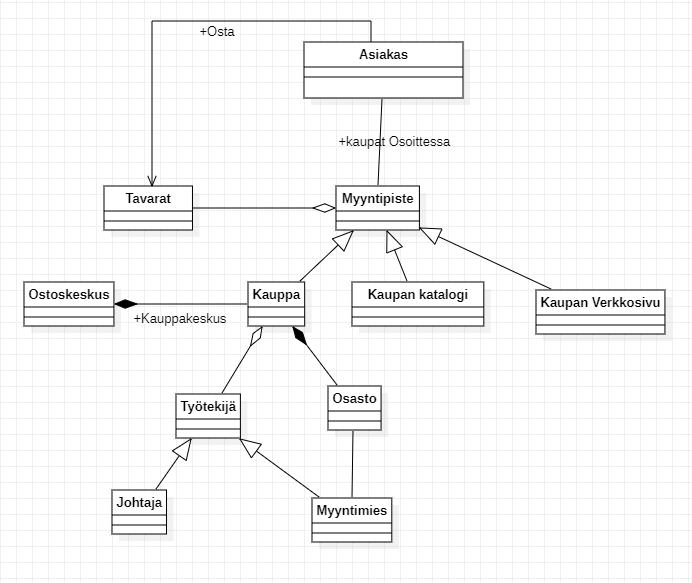 +Osta
Asiakas
+kaupat Osoittessa
Tavarat
Myyntipiste
Ostoskeskus
Kauppa
Kaupan katalogi
Kaupan Verkkosivu
+Kauppakeskus
Työtekijä
Osasto
Johtaja
Myyntimies